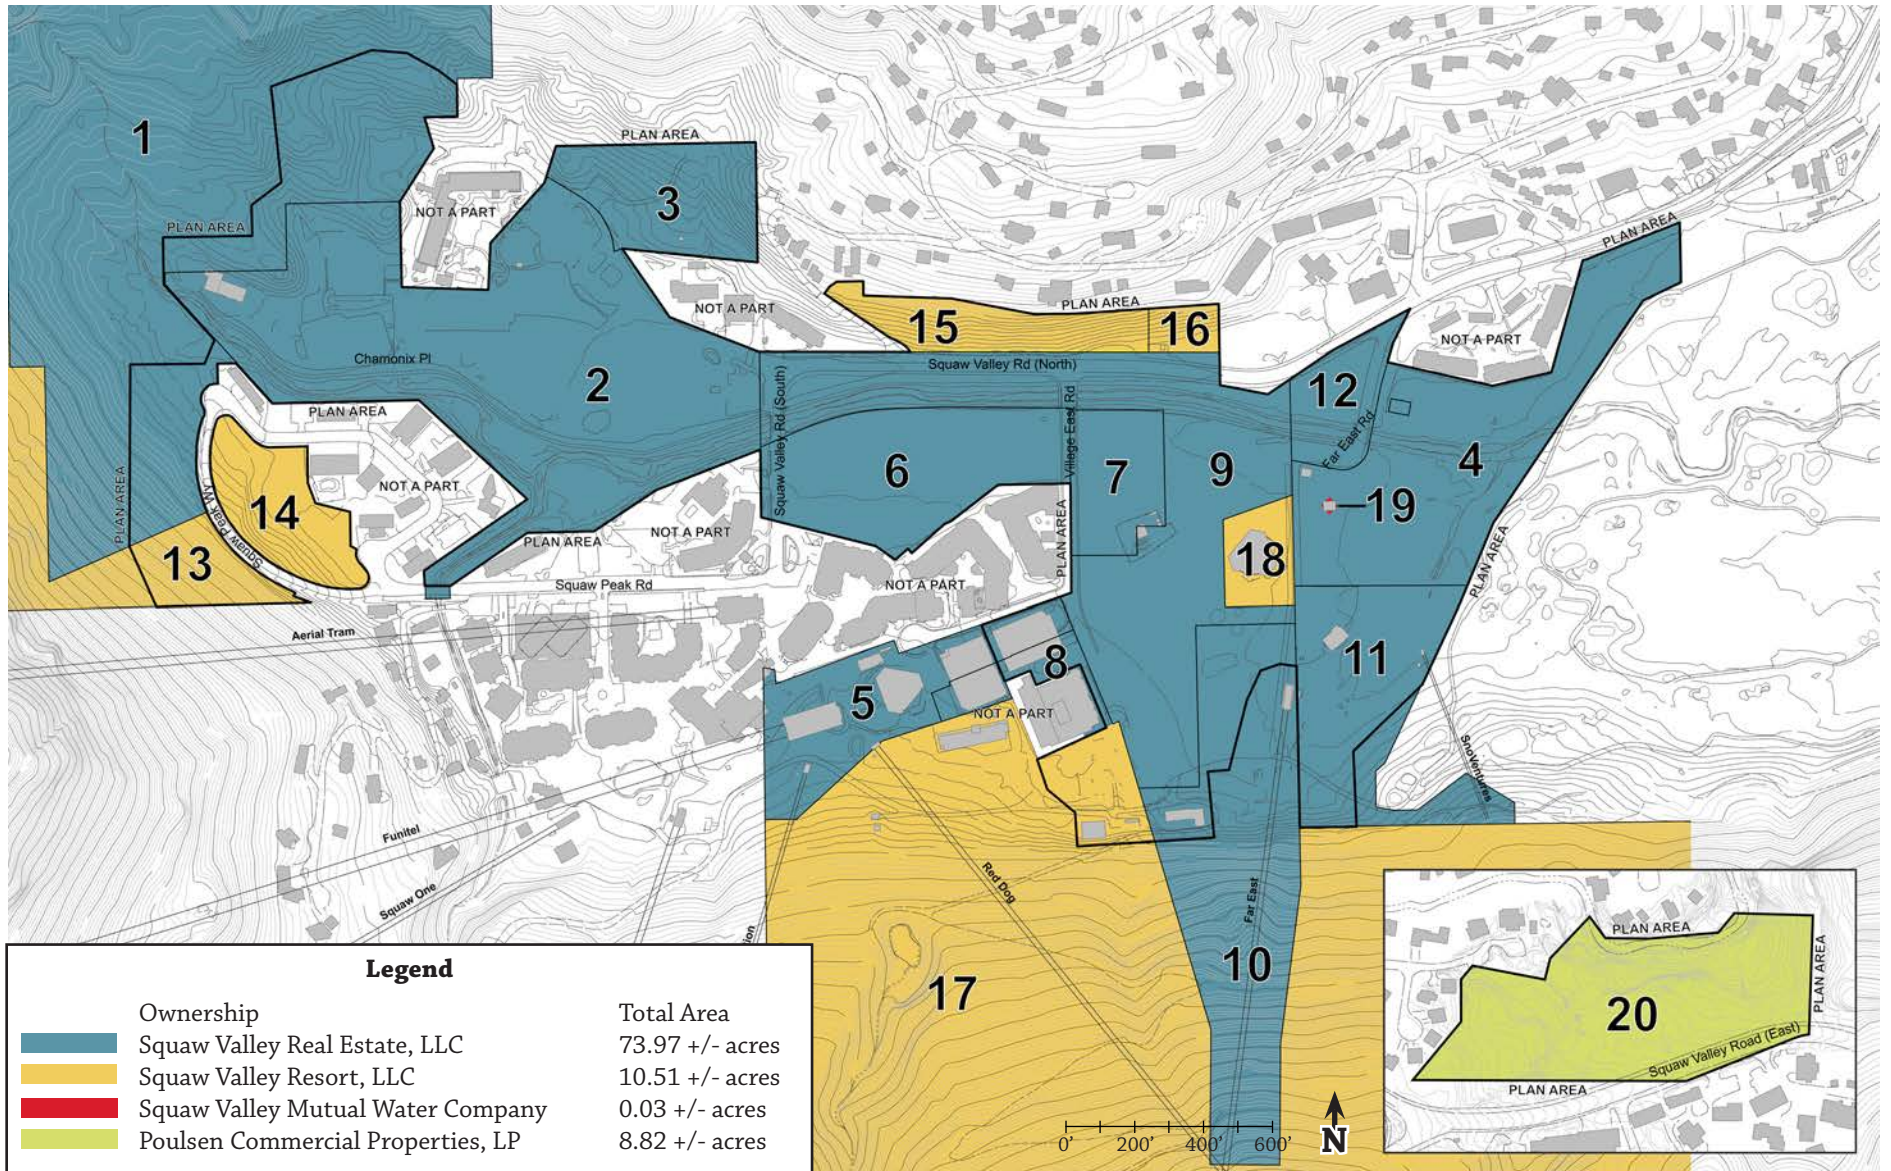 1
PLAN AREA
3
NOT A PART
PLAN AREA
PLAN AREA
NOT A PART
15
PLAN AREA
16
NOT A PART
Chamonix Pl
2
Squaw Valley Rd (North)
12
PLAN AREA
Squaw Valley Rd (South)
Village East Rd
Far East Rd
6
7
9
4
PLAN AREA
14
NOT A PART
19
Squaw Peak Wy
NOT A PART
PLAN AREA
PLAN AREA
PLAN AREA
13
18
Squaw Peak Rd
NOT A PART
Aerial Tram
8
11
5
NOT A PART
SnoVentures
Funitel
Red Dog
Squaw One
Far East
ion
10
17
PLAN AREA
PLAN AREA
20
Squaw Valley Road (East)
PLAN AREA
Legend
Ownership Total Area
Squaw Valley Real Estate, LLC 73.97 +/- acres
Squaw Valley Resort, LLC 10.51 +/- acres
Squaw Valley Mutual Water Company 0.03 +/- acres
Poulsen Commercial Properties, LP 8.82 +/- acres
0' 200' 400' 600'
N